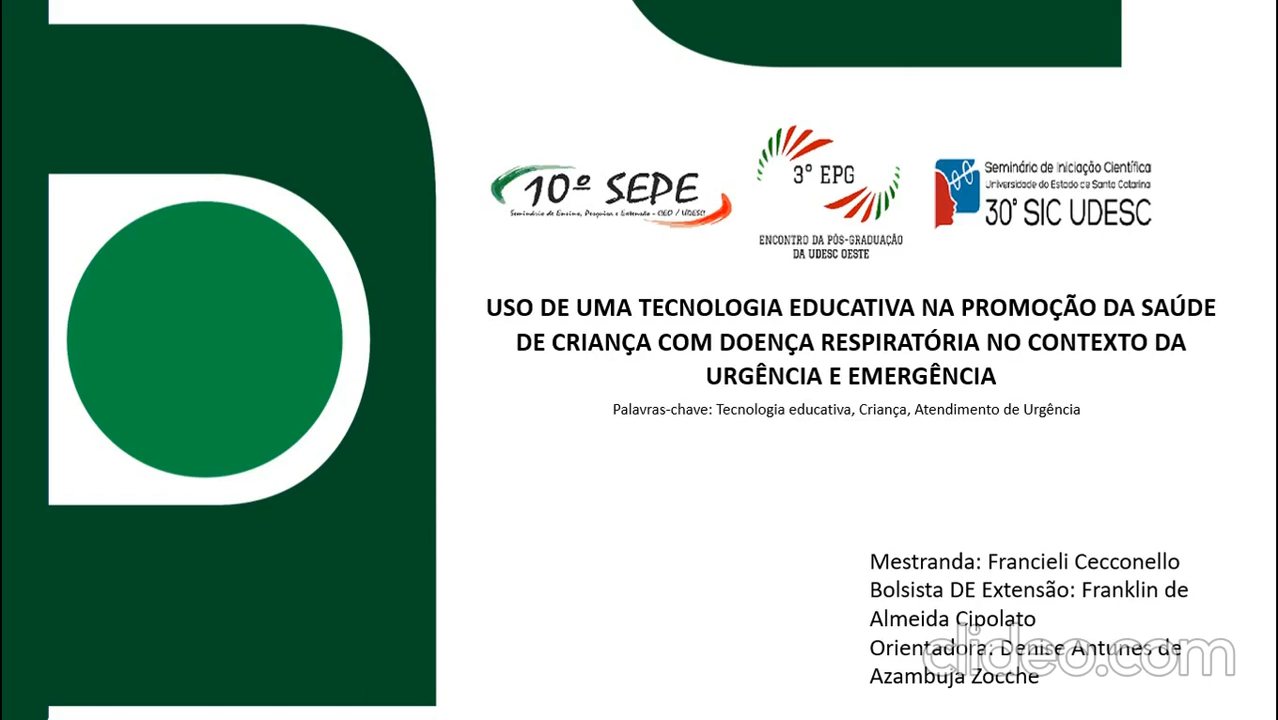 10º SEPE
Seminário de Ensino, Pesquisa e Extensão - CEO / UDESC
3º EPG
ENCONTRO DA PÓS-GRADUAÇÃO
DA UDESC OESTE
Seminário de Iniciação Científica
Universidade do Estado de Santa Catarina
30º SIC UDESC
USO DE UMA TECNOLOGIA EDUCATIVA NA PROMOÇÃO DA SAÚDE
DE CRIANÇA COM DOENÇA RESPIRATÓRIA NO CONTEXTO DA
URGÊNCIA E EMERGÊNCIA
Palavras-chave: Tecnologia educativa, Criança, Atendimento de Urgência
Mestranda: Francieli Cecconello
Bolsista DE Extensão: Franklin de
Almeida Cipolato
Orientadora: Denise Antunes de
Azambuja Zocche
clideo.com